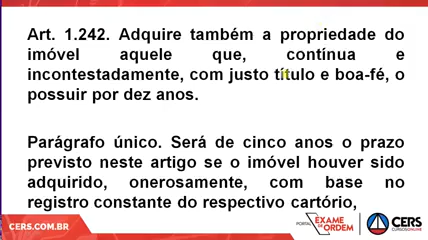 Art. 1.242. Adquire também a propriedade do
imóvel aquele que, contínua e
incontestadamente, com justo título e boa-fé, o
possuir por dez anos.
Parágrafo único. Será de cinco anos o prazo
previsto neste artigo se o imóvel houver sido
adquirido, onerosamente, com base no
registro constante do respectivo cartório,
CERS.COM.BR
PORTAL EXAME DE ORDEM
CERS
CURSOS ONLINE